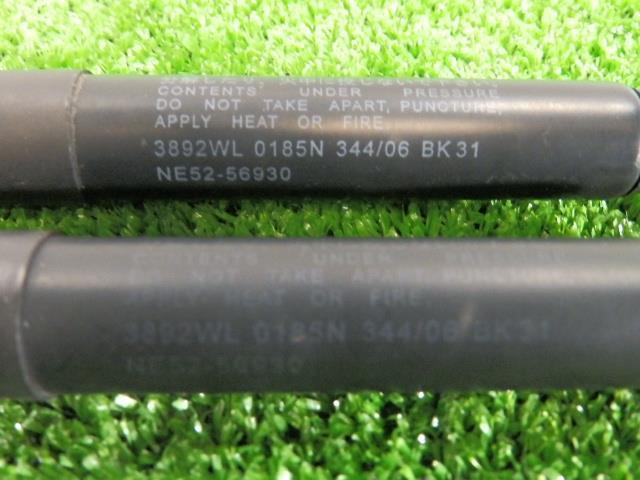 CONTENTS UNDER PRESSURE
DO NOT TAKE APART, PUNCTURE,
APPLY HEAT OR FIRE.
3892WL 0185N 344/06 BK31
NE52-56930
CONTENTS UNDER PRESSURE
DO NOT TAKE APART, PUNCTURE
APPLY HEAT OR FIRE.
3892WL 0185N 344/06 BK31
NE52-56930